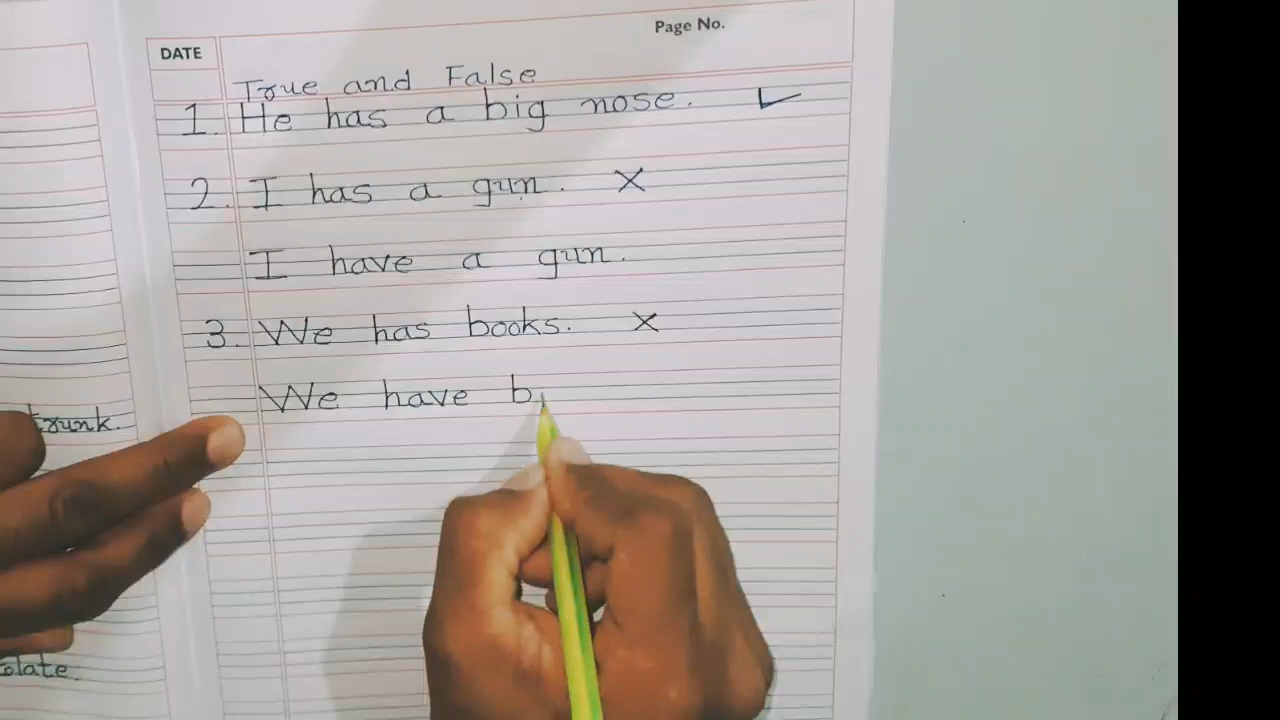 Page No.
DATE
True and False
1. He has a big nose. ✓
2. I has a gun. X
I have a gun.
3. We has books. X
We have b
trunk.
olate.